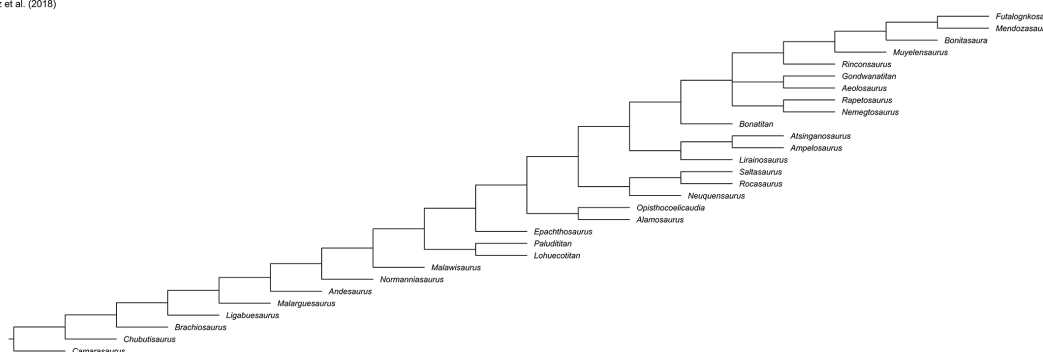 z et al. (2018)
Futalognkosa
Mendozasau
Bonitasaura
Muyelensaurus
Rinconsaurus
Gondwanatitan
Aeolosaurus
Rapetosaurus
Nemegtosaurus
Bonatitan
Atsinganosaurus
Ampelosaurus
Lirainosaurus
Saltasaurus
Rocasaurus
Neuquensaurus
Opisthocoelicaudia
Alamosaurus
Epachthosaurus
Paludititan
Lohuecotitan
Malawisaurus
Normanniasaurus
Andesaurus
Malarguesaurus
Ligabuesaurus
Brachiosaurus
Chubutisaurus
Camarasaurus